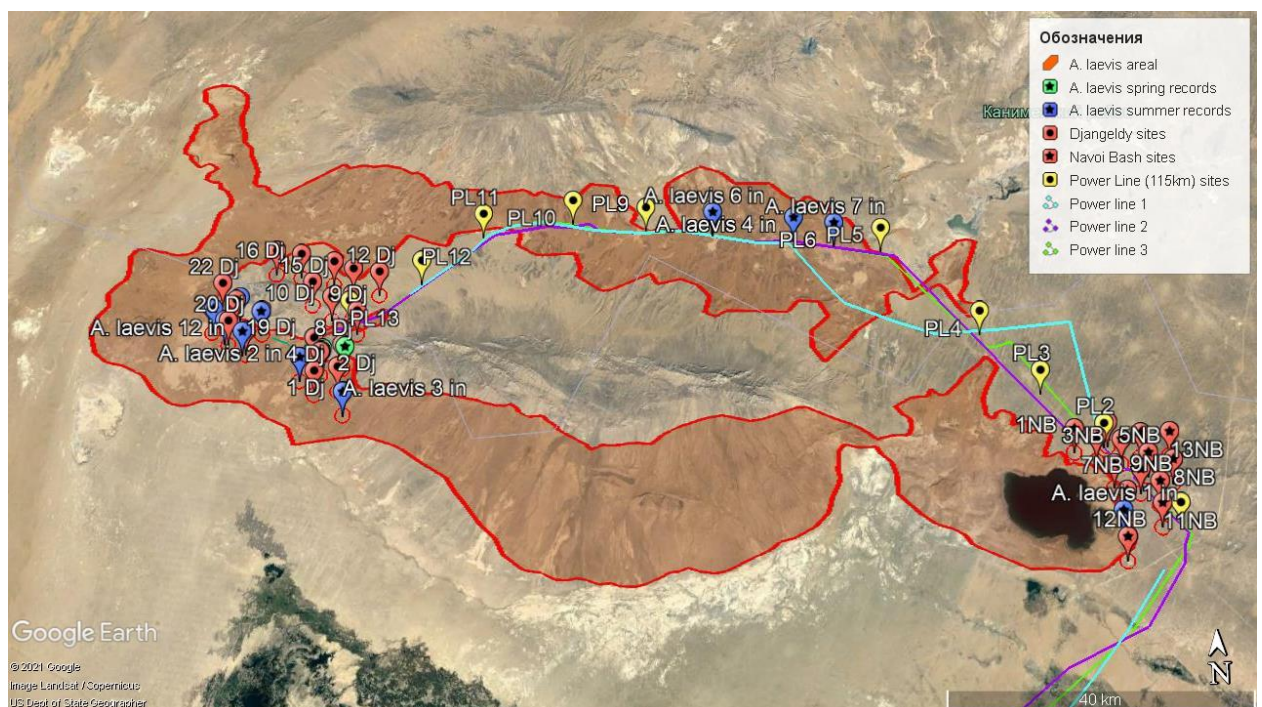 Обозначения
A. laevis areal
A. laevis spring records
A. laevis summer records
Djangeldy sites
Navoi Bash sites
Power Line (115km) sites
Power line 1
Power line 2
Power line 3
Каним
PL11
PL10
PL9
A. laevis 6 in
A. laevis 4 in
A. laevis 7 in
PL6
PL5
PL12
16 Dj
15 Dj
12 Dj
22 Dj
10 Dj
9 Dj
20 Dj
PL13
A. laevis 12 in
19 Dj
8 Dj
A. laevis 2 in
4 Dj
2 Dj
1 Dj
A. laevis 3 in
PL4
PL3
PL2
1NB
3NB
5NB
13NB
7NB
9NB
8NB
A. laevis 1 in
12NB
11NB
Google Earth
© 2021 Google
Image Landsat / Copernicus
US Dept of State Geographer
N
40 km